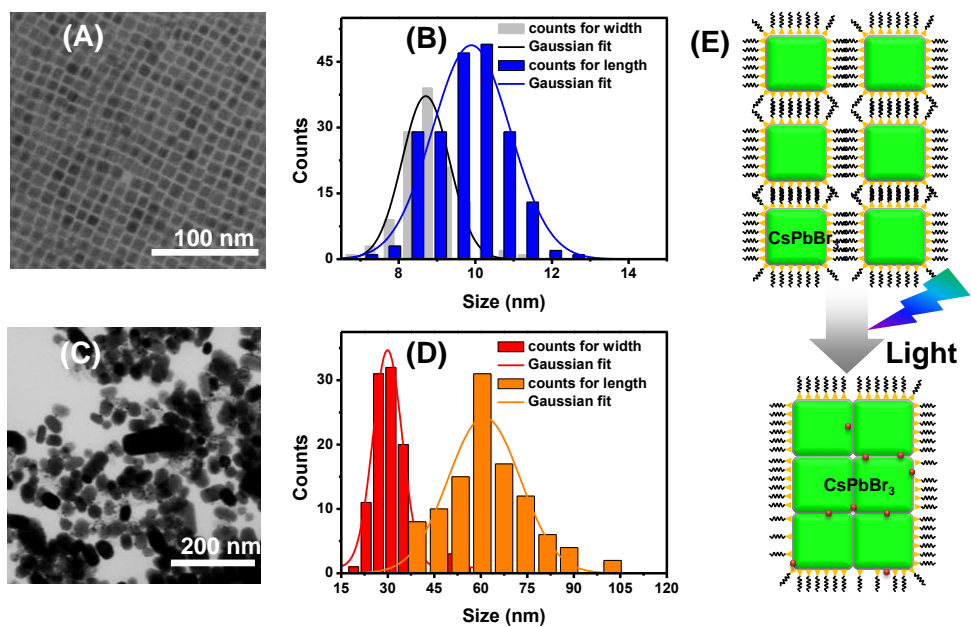 (A)
100 nm
(B)
counts for width
Gaussian fit
counts for length
Gaussian fit
45
30
15
0
Counts
8
10
12
14
Size (nm)
(C)
200 nm
(D)
counts for width
Gaussian fit
counts for length
Gaussian fit
30
20
10
0
Counts
15
30
45
60
75
90
105
120
Size (nm)
(E)
CsPbBr
Light
CsPbBr3